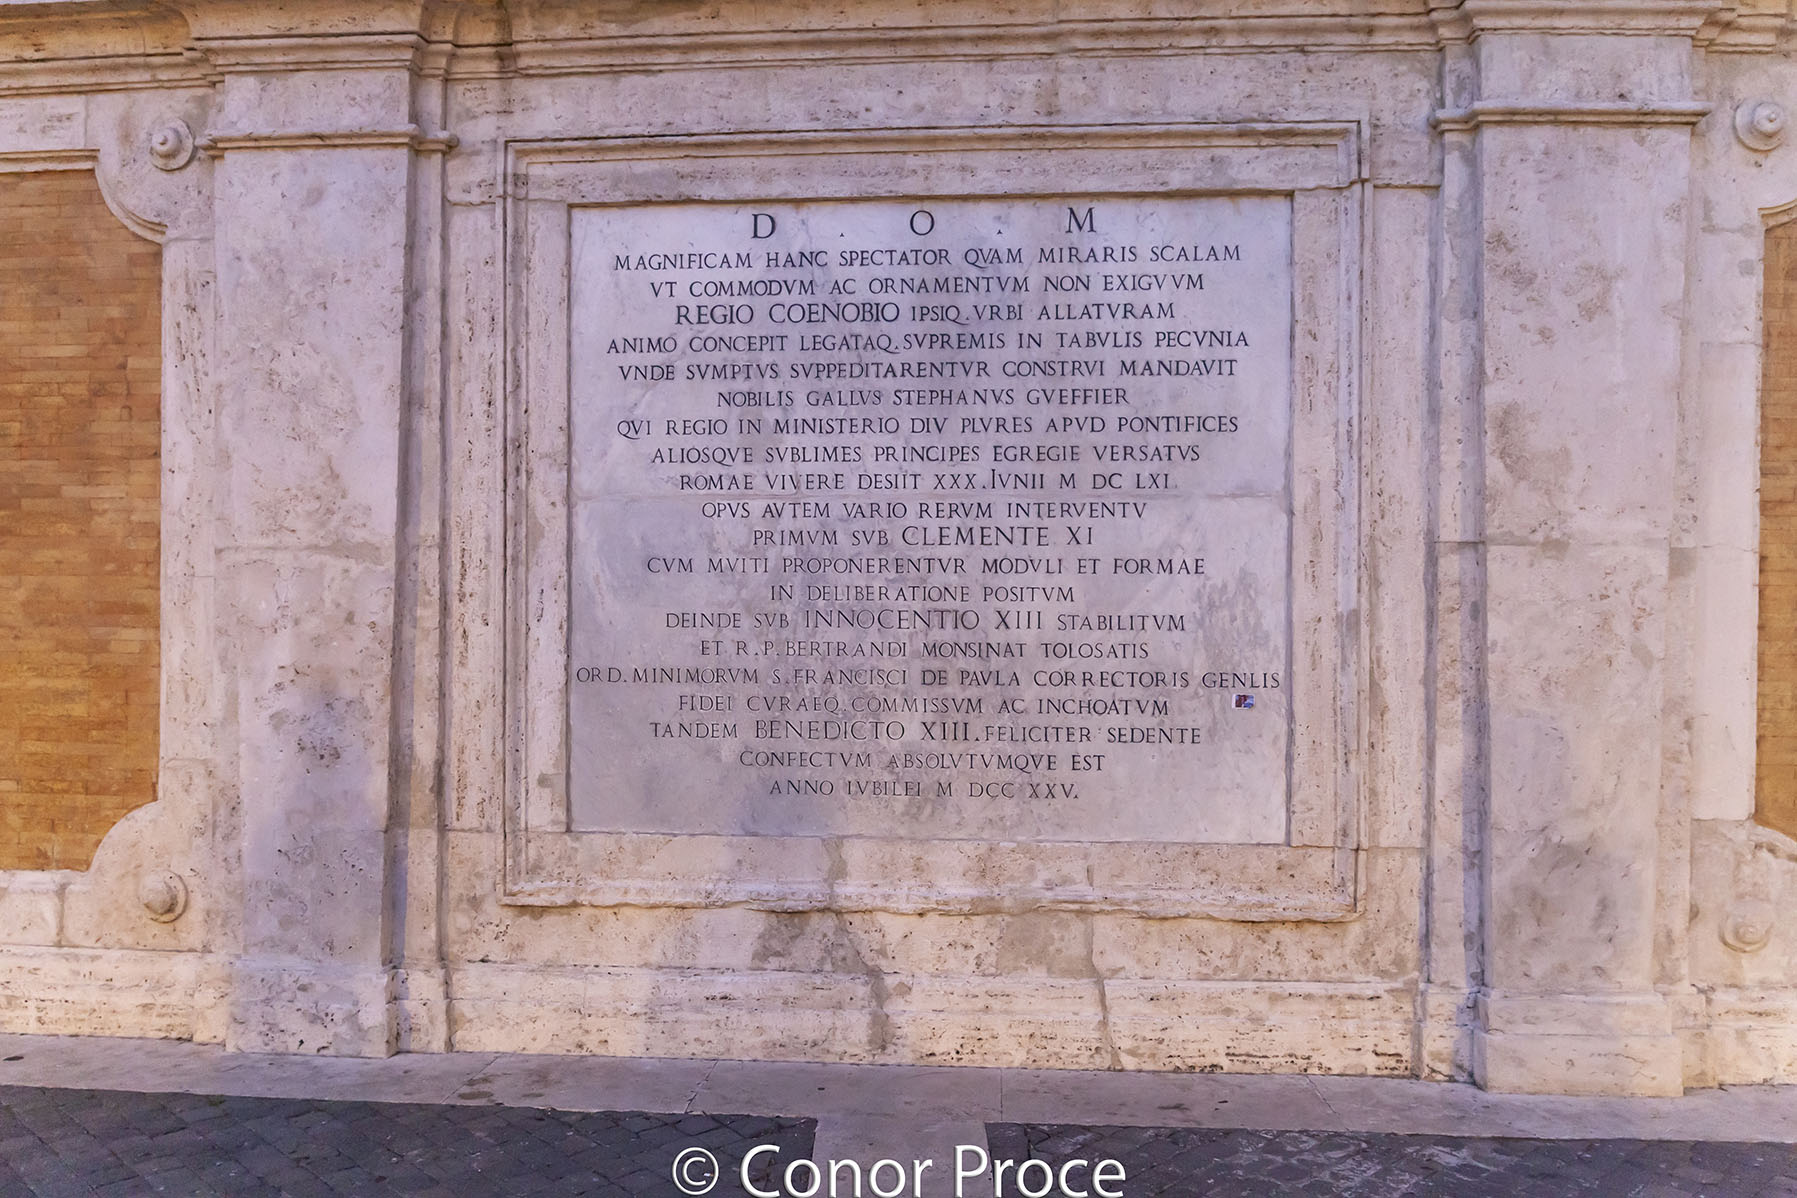 D . O . M
MAGNIFICAM HANC SPECTATOR QVAM MIRARIS SCALAM
VT COMMODVM AC ORNAMENTVM NON EXIGVVM
REGIO COENOBIO IPSIQ. VRBI ALLATVRAM
ANIMO CONCEPIT LEGATAQ. SVPREMIS IN TABVLIS PECVNIA
VNDE SVMPTVS SVPPEDITARENTVR CONSTRVI MANDAVIT
NOBILIS GALLVS STEPHANVS GVEFFIER
QVI REGIO IN MINISTERIO DIV PLVRES APVD PONTIFICES
ALIOSQVE SVBLIMES PRINCIPES EGREGIE VERSATVS
ROMAE VIVERE DESIIT XXX. IVNII M DC LXI
OPVS AVTEM VARIO RERVM INTERVENTV
PRIMVM SVB CLEMENTE XI
CVM MVITI PROPONERENTVR MODVLI ET FORMAE
IN DELIBERATIONE POSITVM
DEINDE SVB INNOCENTIO XIII STABILITVM
ET R. P. BERTRANDI MONSINAT TOLOSATIS
ORD. MINIMORVM S. FRANCISCI DE PAVLA CORRECTORIS GENLIS
FIDEI CVRAEQ. COMMISSVM AC INCHOATVM
TANDEM BENEDICTO XIII. FELICITER SEDENTE
CONFECTVM ABSOLVTVMQVE EST
ANNO IVBILEI M DCC XXV.
© Conor Proce